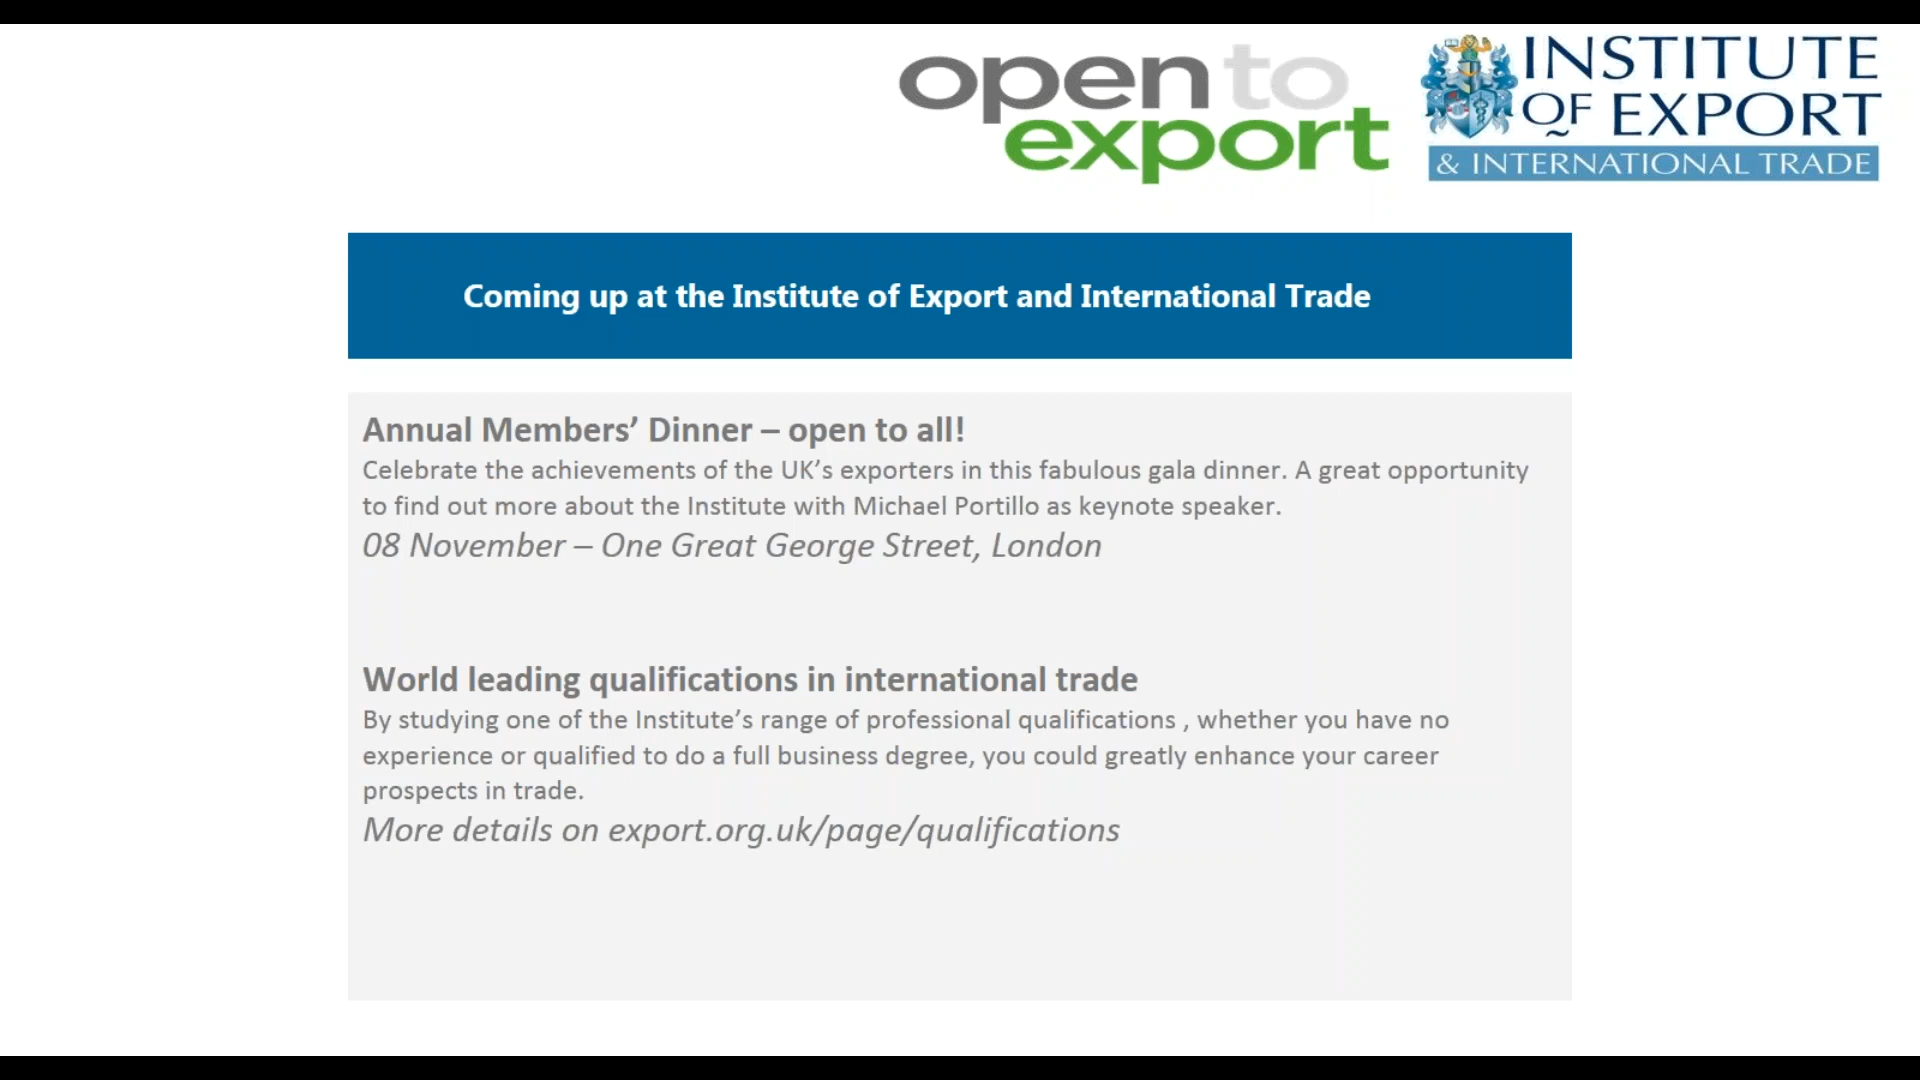 open to
export
INSTITUTE
OF EXPORT
& INTERNATIONAL TRADE
Coming up at the Institute of Export and International Trade
Annual Members’ Dinner – open to all!
Celebrate the achievements of the UK’s exporters in this fabulous gala dinner. A great opportunity
to find out more about the Institute with Michael Portillo as keynote speaker.
08 November – One Great George Street, London
World leading qualifications in international trade
By studying one of the Institute’s range of professional qualifications , whether you have no
experience or qualified to do a full business degree, you could greatly enhance your career
prospects in trade.
More details on export.org.uk/page/qualifications